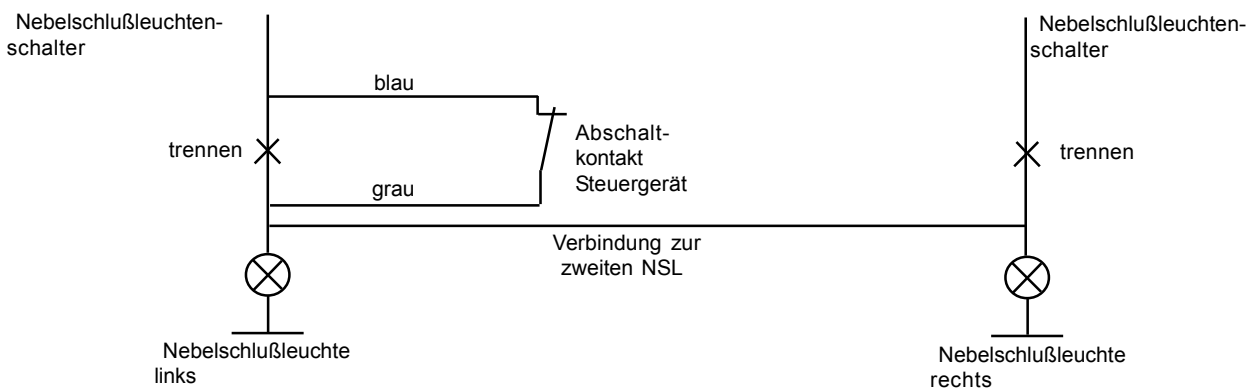 Nebelschlußleuchten-
schalter
Nebelschlußleuchten-
schalter
blau
trennen
Abschalt-
kontakt
Steuergerät
trennen
grau
Verbindung zur
zweiten NSL
Nebelschlußleuchte
links
Nebelschlußleuchte
rechts